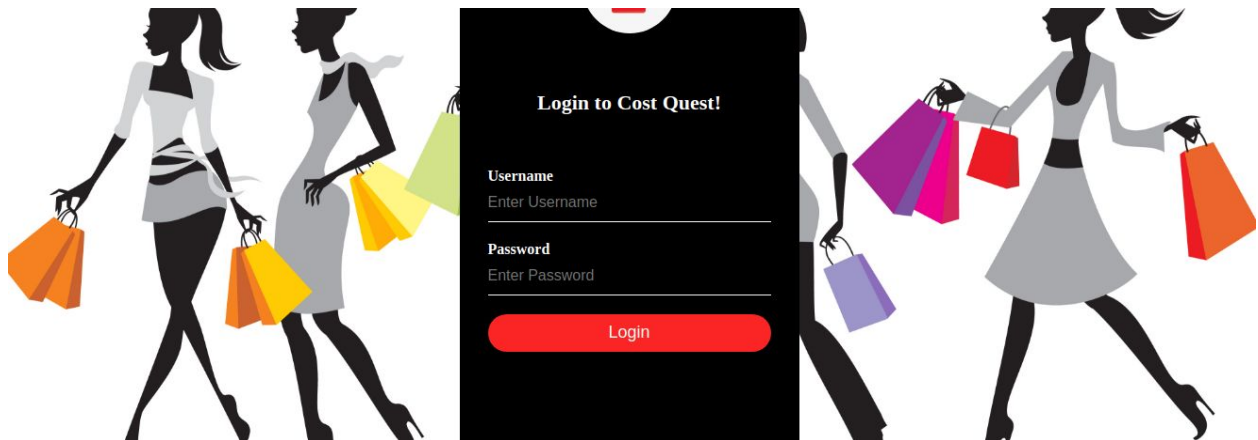 Login to Cost Quest!
Username
Enter Username
Password
Enter Password
Login